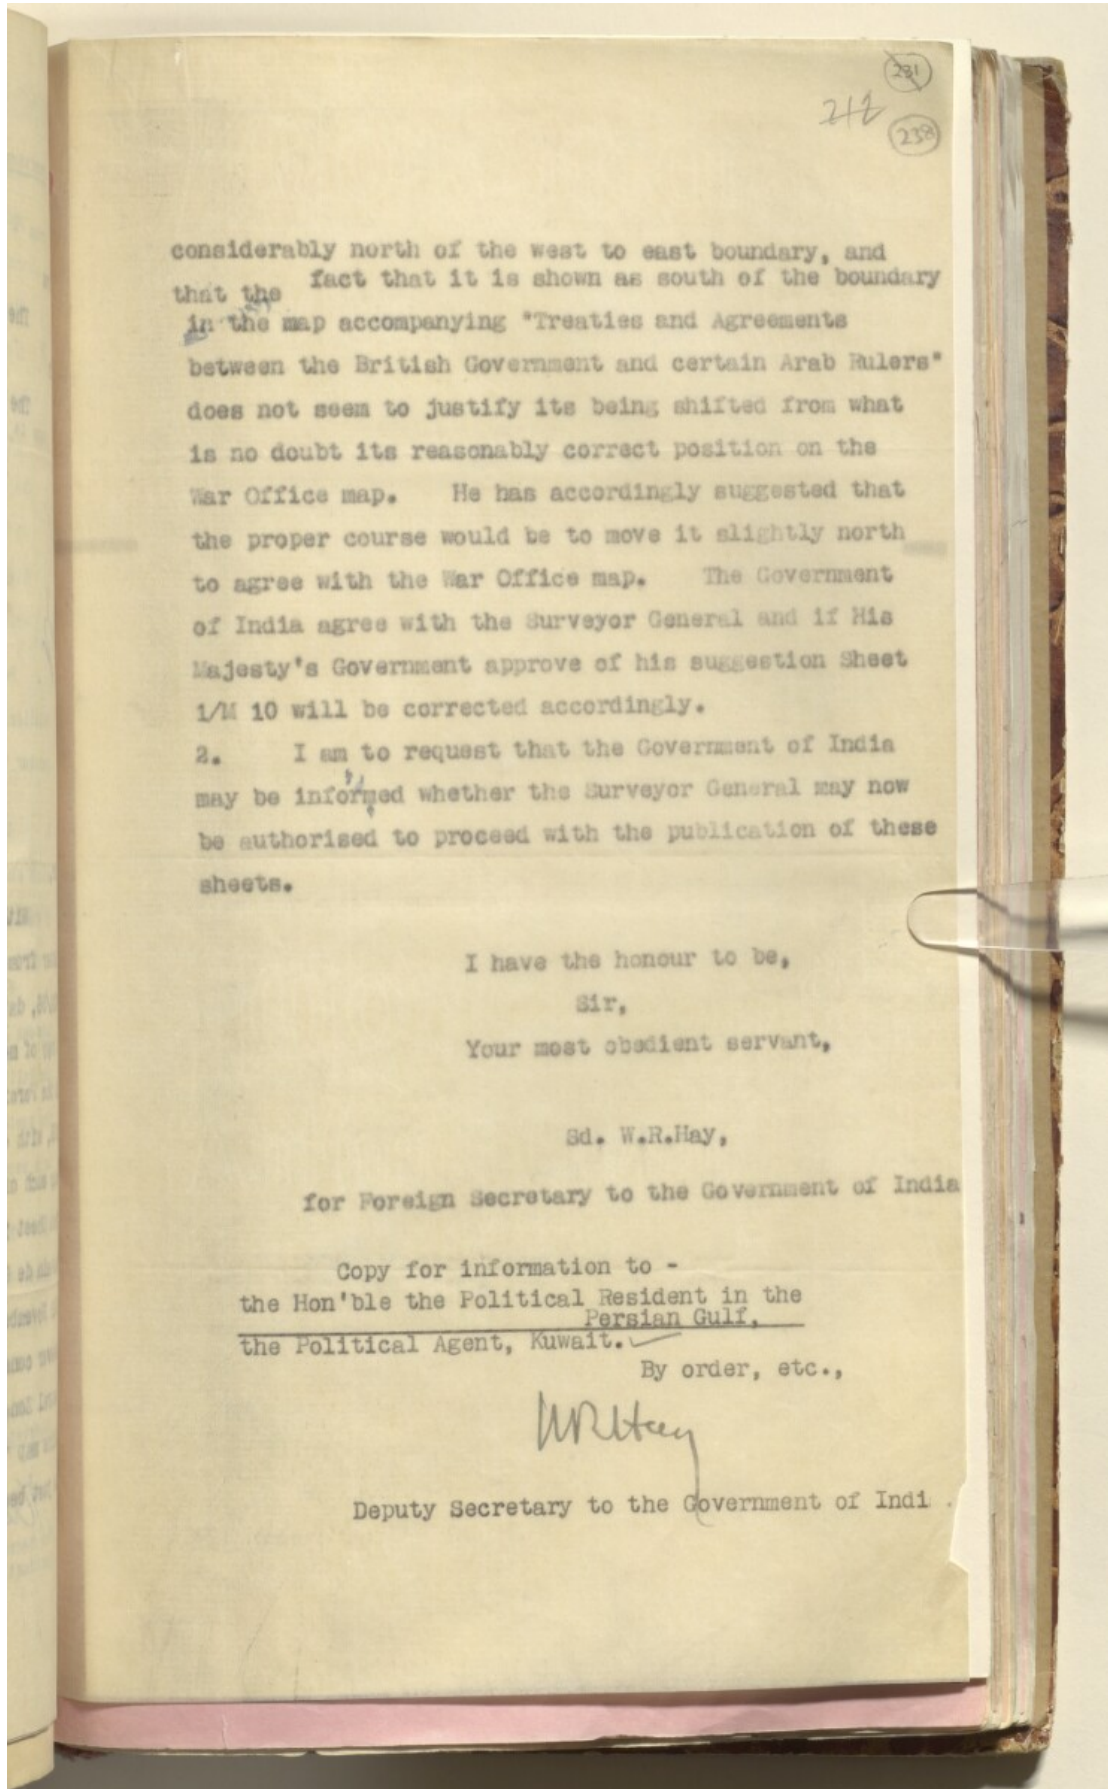 231
212
238
considerably north of the west to east boundary, and
that the fact that it is shown as south of the boundary
in the map accompanying "Treaties and Agreements
between the British Government and certain Arab Rulers"
does not seem to justify its being shifted from what
is no doubt its reasonably correct position on the
War Office map. He has accordingly suggested that
the proper course would be to move it slightly north
to agree with the War Office map. The Government
of India agree with the Surveyor General and if His
Majesty's Government approve of his suggestion Sheet
1/M 10 will be corrected accordingly.
2. I am to request that the Government of India
may be informed whether the Surveyor General may now
be authorised to proceed with the publication of these
sheets.
I have the honour to be,
Sir,
Your most obedient servant,
Sd. W.R.Hay,
for Foreign Secretary to the Government of India
Copy for information to -
the Hon'ble the Political Resident in the
Persian Gulf,
the Political Agent, Kuwait.
By order, etc.,
WRHay
Deputy Secretary to the Government of Indi .